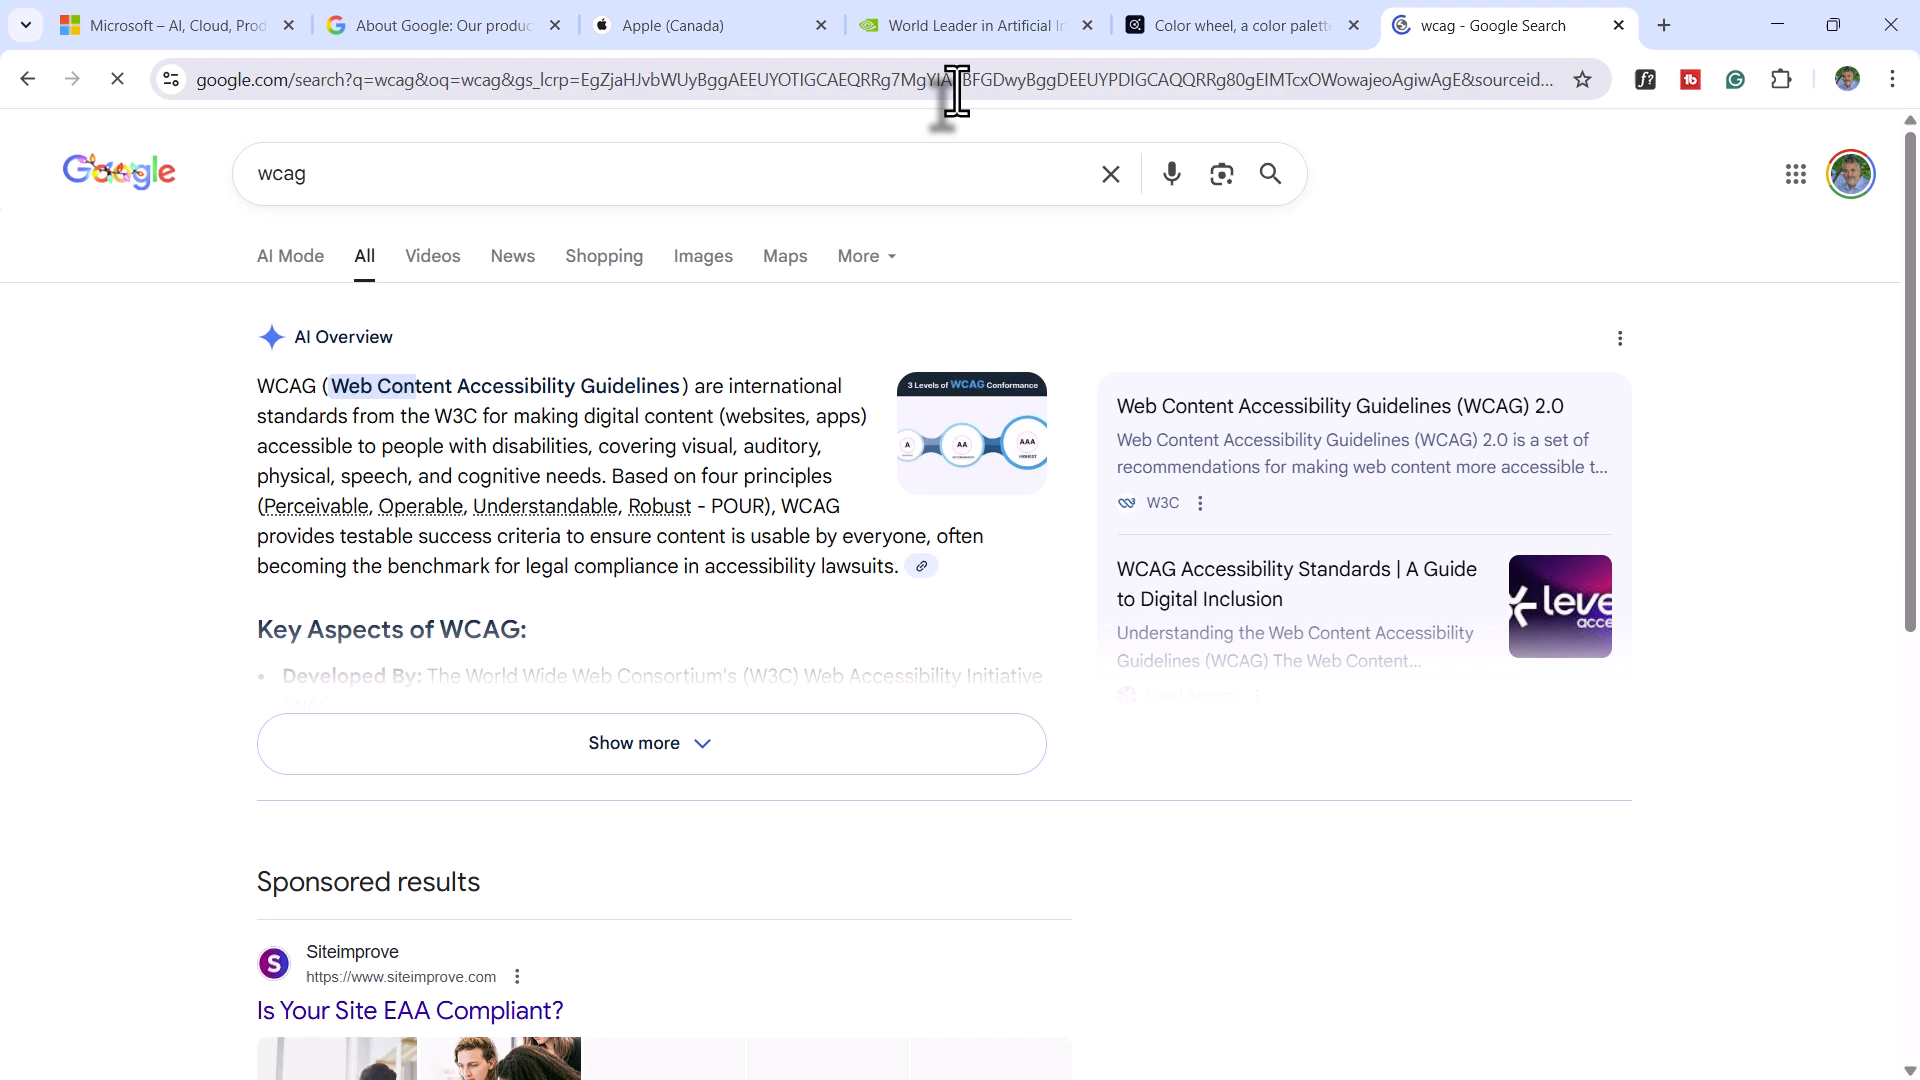 Microsoft – AI, Cloud, Prod
About Google: Our produc
Apple (Canada)
World Leader in Artificial In
Color wheel, a color palette
wcag - Google Search
google.com/search?q=wcag&oq=wcag&gs_lcrp=
Google
wcag
AI Mode
All
Videos
News
Shopping
Images
Maps
More
AI Overview
WCAG (Web Content Accessibility Guidelines) are international
standards from the W3C for making digital content (websites, apps)
accessible to people with disabilities, covering visual, auditory,
physical, speech, and cognitive needs. Based on four principles
(Perceivable, Operable, Understandable, Robust - POUR), WCAG
provides testable success criteria to ensure content is usable by everyone, often
becoming the benchmark for legal compliance in accessibility lawsuits.
3 Levels of WCAG Conformance
A
AA
AAA
HIGHEST
Key Aspects of WCAG:
• Developed By: The World Wide Web Consortium's (W3C) Web Accessibility Initiative
(WAI)
Show more
Web Content Accessibility Guidelines (WCAG) 2.0
Web Content Accessibility Guidelines (WCAG) 2.0 is a set of
recommendations for making web content more accessible t...
W3C
WCAG Accessibility Standards | A Guide
to Digital Inclusion
Understanding the Web Content Accessibility
Guidelines (WCAG) The Web Content...
Level Access
leve
acce
Sponsored results
S
Siteimprove
https://www.siteimprove.com
Is Your Site EAA Compliant?